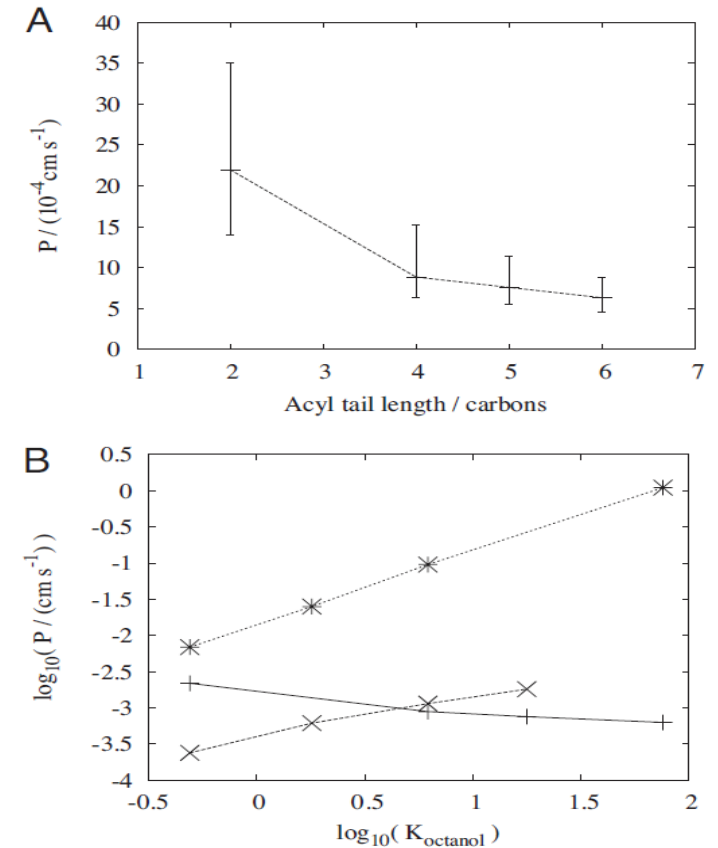 A
40
35
30
25
20
15
10
5
0
P / (10⁻⁴cm s⁻¹)
1 2 3 4 5 6 7
Acyl tail length / carbons
B
0.5
0
-0.5
-1
-1.5
-2
-2.5
-3
-3.5
-4
log₁₀( P / (cm s⁻¹) )
-0.5 0 0.5 1 1.5 2
log₁₀( K_octanol )